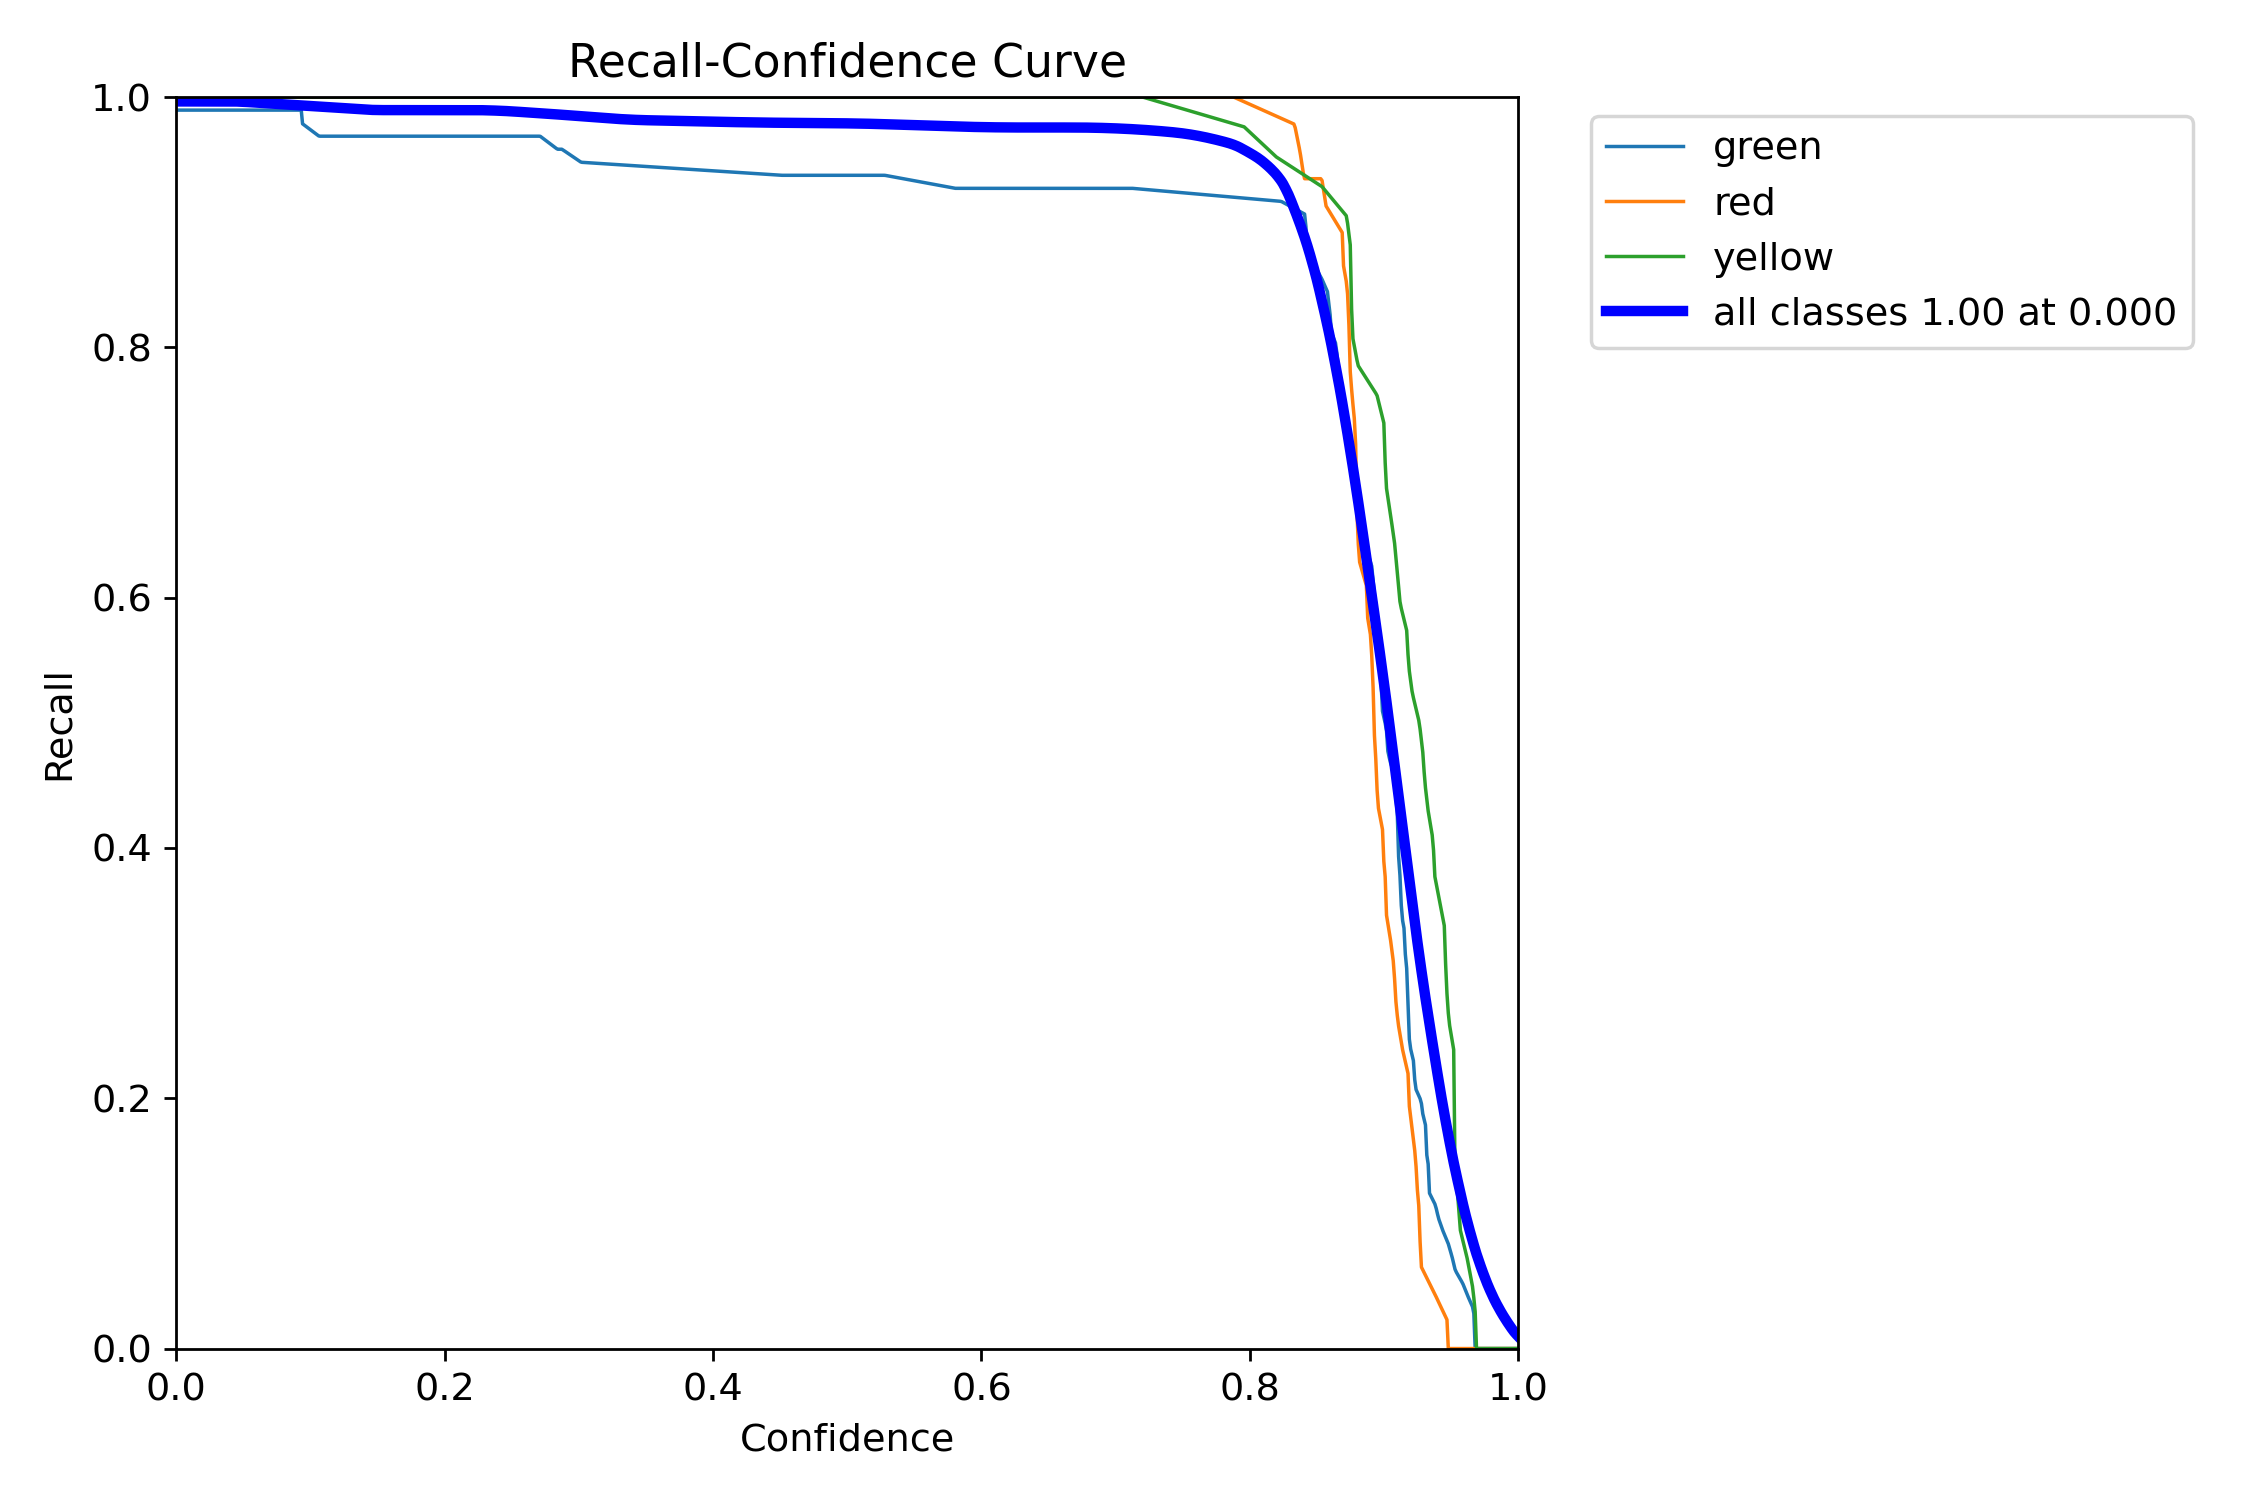 Recall-Confidence Curve
1.0
0.8
0.6
0.4
0.2
0.0
Recall
0.0 0.2 0.4 0.6 0.8 1.0
Confidence
green
red
yellow
all classes 1.00 at 0.000